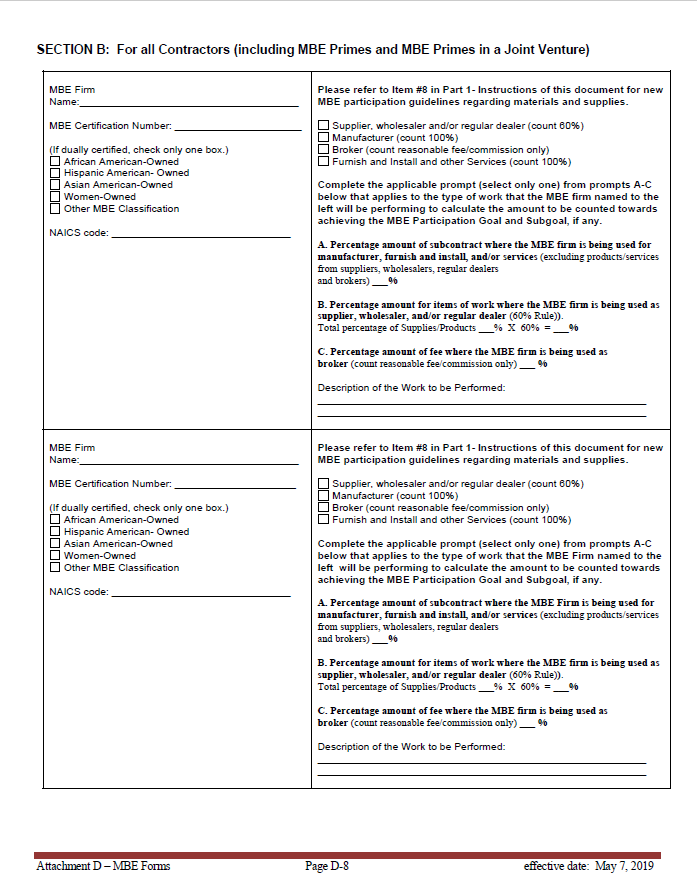 SECTION B: For all Contractors (including MBE Primes and MBE Primes in a Joint Venture)
MBE Firm
Name:
MBE Certification Number:
(If dually certified, check only one box.)
African American-Owned
Hispanic American- Owned
Asian American-Owned
Women-Owned
Other MBE Classification
NAICS code:
Please refer to Item #8 in Part 1- Instructions of this document for new
MBE participation guidelines regarding materials and supplies.
Supplier, wholesaler and/or regular dealer (count 60%)
Manufacturer (count 100%)
Broker (count reasonable fee/commission only)
Furnish and Install and other Services (count 100%)
Complete the applicable prompt (select only one) from prompts A-C
below that applies to the type of work that the MBE firm named to the
left will be performing to calculate the amount to be counted towards
achieving the MBE Participation Goal and Subgoal, if any.
A. Percentage amount of subcontract where the MBE firm is being used for
manufacturer, furnish and install, and/or services (excluding products/services
from suppliers, wholesalers, regular dealers
and brokers) ___%
B. Percentage amount for items of work where the MBE firm is being used as
supplier, wholesaler, and/or regular dealer (60% Rule)).
Total percentage of Supplies/Products ___% X 60% = ___%
C. Percentage amount of fee where the MBE firm is being used as
broker (count reasonable fee/commission only) ___ %
Description of the Work to be Performed:
MBE Firm
Name:
MBE Certification Number:
(If dually certified, check only one box.)
African American-Owned
Hispanic American- Owned
Asian American-Owned
Women-Owned
Other MBE Classification
NAICS code:
Please refer to Item #8 in Part 1- Instructions of this document for new
MBE participation guidelines regarding materials and supplies.
Supplier, wholesaler and/or regular dealer (count 60%)
Manufacturer (count 100%)
Broker (count reasonable fee/commission only)
Furnish and Install and other Services (count 100%)
Complete the applicable prompt (select only one) from prompts A-C
below that applies to the type of work that the MBE Firm named to the
left will be performing to calculate the amount to be counted towards
achieving the MBE Participation Goal and Subgoal, if any.
A. Percentage amount of subcontract where the MBE Firm is being used for
manufacturer, furnish and install, and/or services (excluding products/services
from suppliers, wholesalers, regular dealers
and brokers) ___%
B. Percentage amount for items of work where the MBE firm is being used as
supplier, wholesaler, and/or regular dealer (60% Rule)).
Total percentage of Supplies/Products ___% X 60% = ___%
C. Percentage amount of fee where the MBE firm is being used as
broker (count reasonable fee/commission only) ___ %
Description of the Work to be Performed:
Attachment D – MBE Forms Page D-8 effective date: May 7, 2019